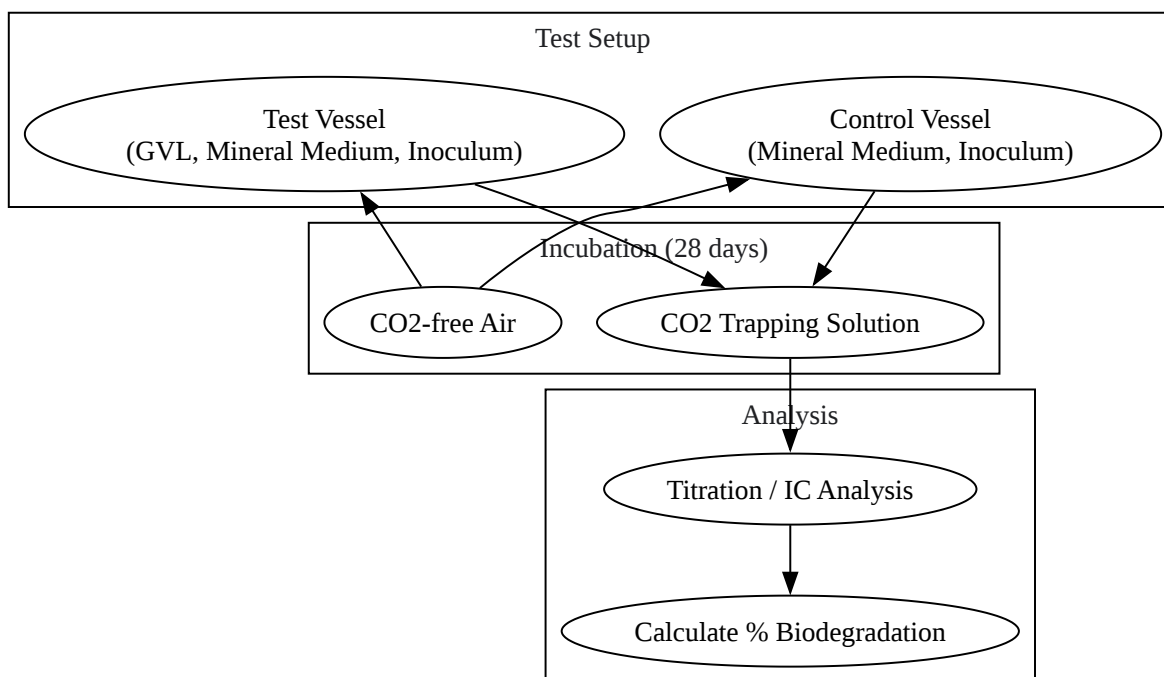 Test Setup
Test Vessel
(GVL, Mineral Medium, Inoculum)
Control Vessel
(Mineral Medium, Inoculum)
Incubation (28 days)
CO2-free Air
CO2 Trapping Solution
Analysis
Titration / IC Analysis
Calculate % Biodegradation